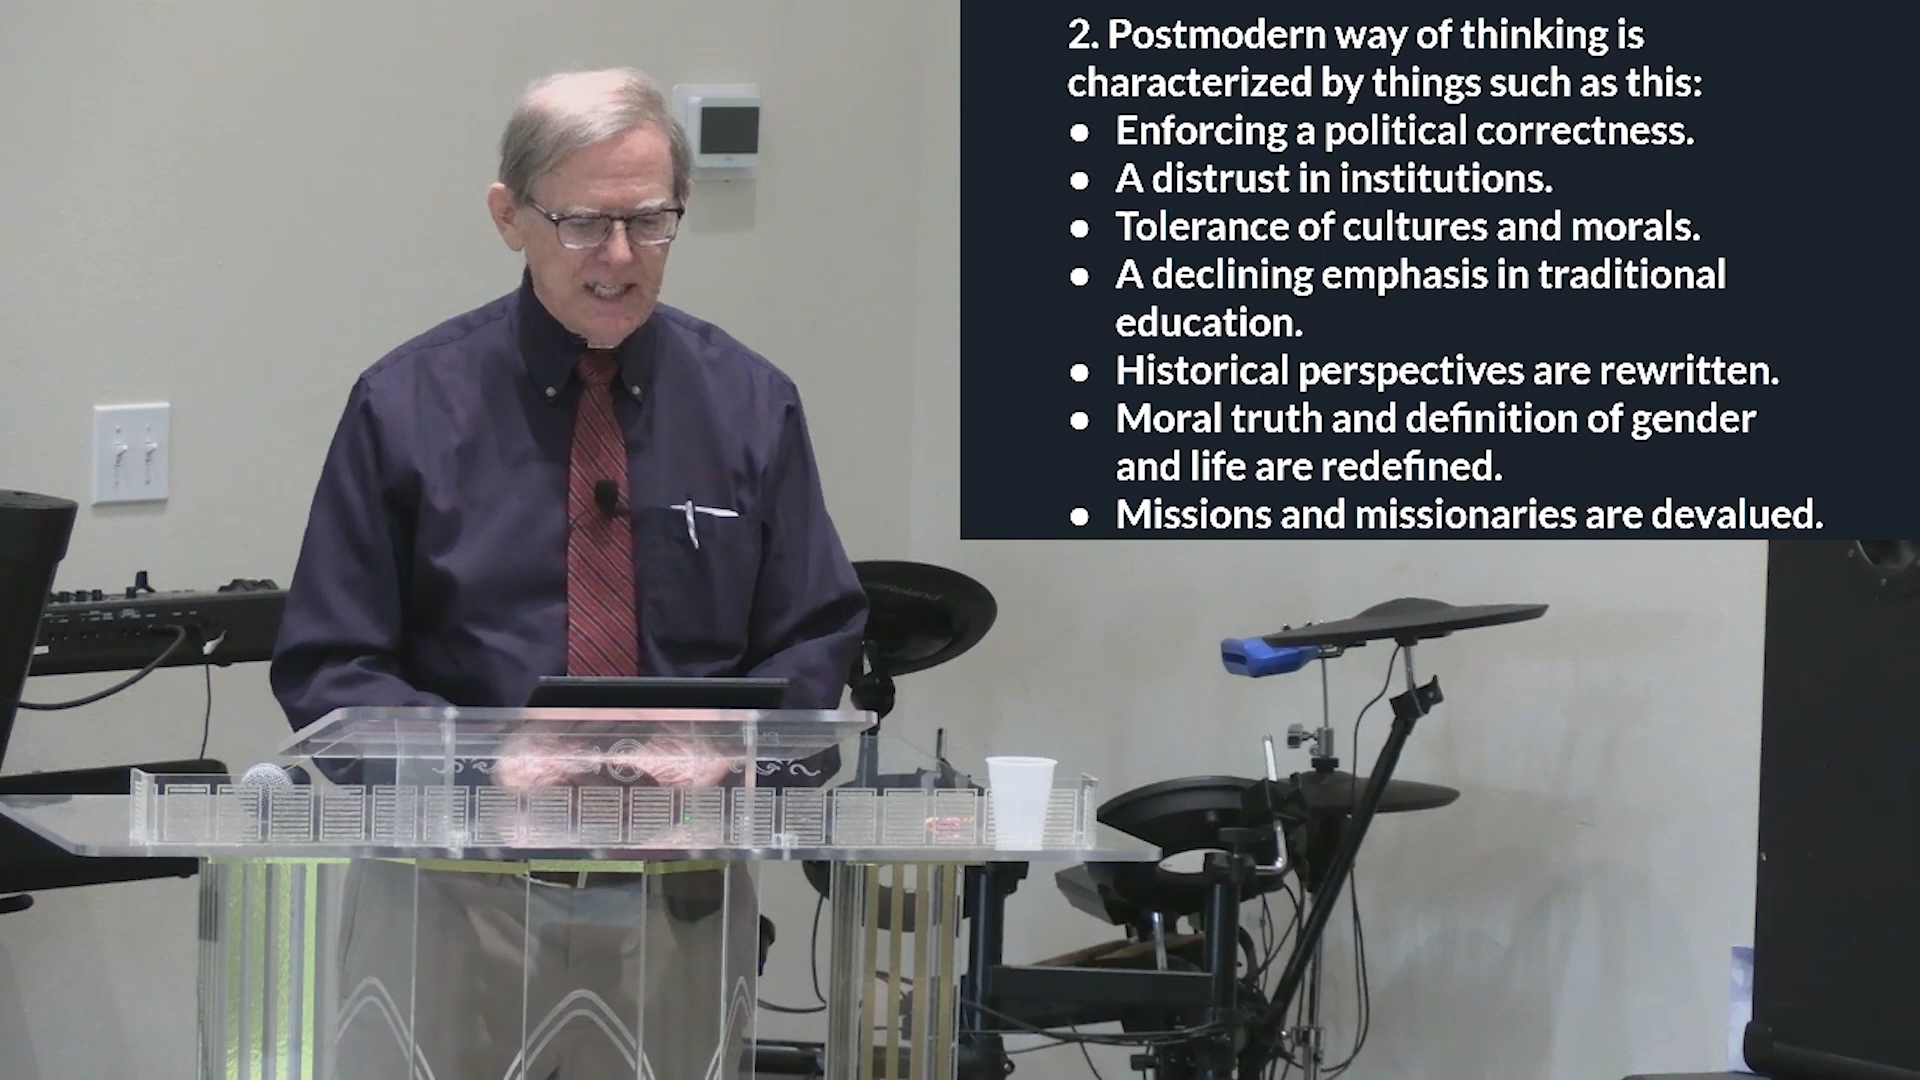 2. Postmodern way of thinking is
characterized by things such as this:
● Enforcing a political correctness.
● A distrust in institutions.
● Tolerance of cultures and morals.
● A declining emphasis in traditional
education.
● Historical perspectives are rewritten.
● Moral truth and definition of gender
and life are redefined.
● Missions and missionaries are devalued.